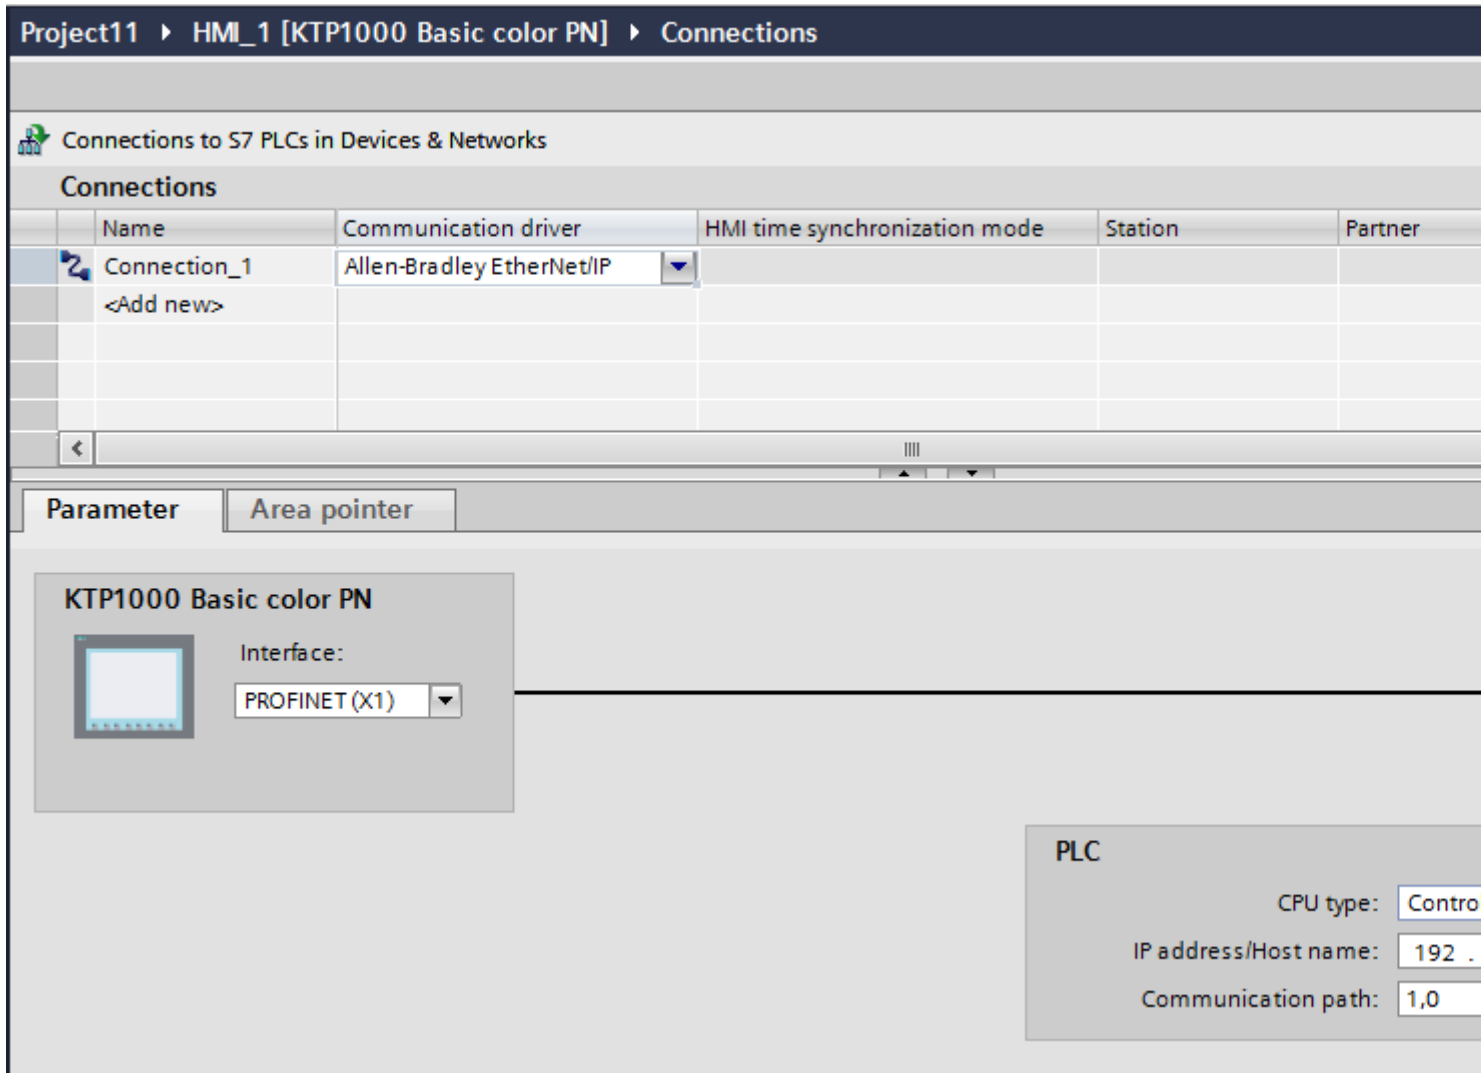 Project11 ▸ HMI_1 [KTP1000 Basic color PN] ▸ Connections
Connections to S7 PLCs in Devices & Networks
Connections
Name Communication driver HMI time synchronization mode Station Partner
Connection_1 Allen-Bradley EtherNet/IP
<Add new>
Parameter Area pointer
KTP1000 Basic color PN
Interface:
PROFINET (X1)
PLC
CPU type: Contro
IP address/Host name: 192 .
Communication path: 1,0